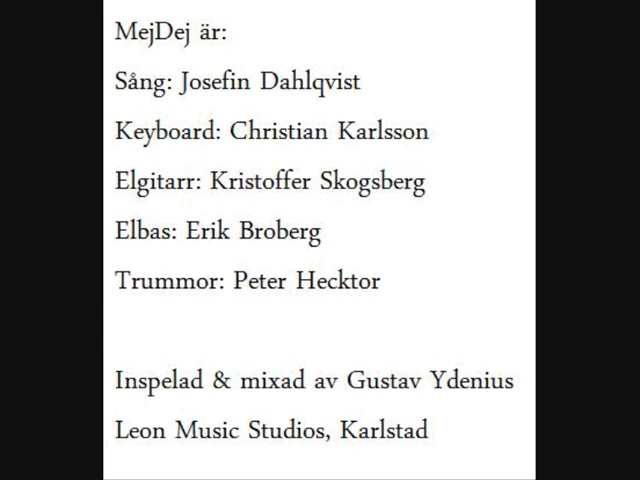 MejDej är:
Sång: Josefin Dahlqvist
Keyboard: Christian Karlsson
Elgitarr: Kristoffer Skogsberg
Elbas: Erik Broberg
Trummor: Peter Hecktor
Inspelad & mixad av Gustav Ydenius
Leon Music Studios, Karlstad